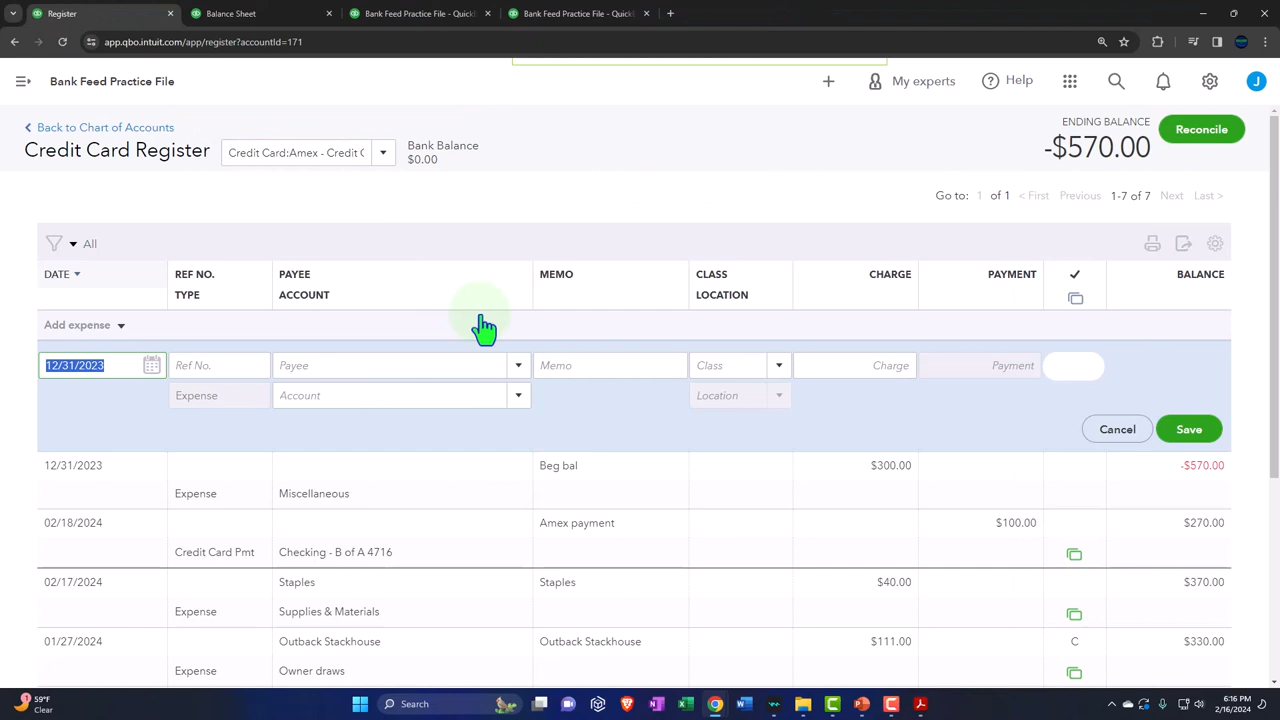 Register
Balance Sheet
Bank Feed Practice File - QuickB
Bank Feed Practice File - QuickB
app.qbo.intuit.com/app/register?accountId=171
Bank Feed Practice File
My experts
Help
J
Back to Chart of Accounts
Credit Card Register
Credit Card:Amex - Credit C
Bank Balance
$0.00
ENDING BALANCE
-$570.00
Reconcile
Go to: 1 of 1 < First Previous 1-7 of 7 Next Last >
All
DATE REF NO. PAYEE MEMO CLASS CHARGE PAYMENT ✓ BALANCE
TYPE ACCOUNT LOCATION
Add expense
12/31/2023 Ref No. Payee Memo Class Charge Payment
Expense Account Location
Cancel Save
12/31/2023 Beg bal $300.00 -$570.00
Expense Miscellaneous
02/18/2024 Amex payment $100.00 $270.00
Credit Card Pmt Checking - B of A 4716
02/17/2024 Staples Staples $40.00 $370.00
Expense Supplies & Materials
01/27/2024 Outback Stackhouse Outback Stackhouse $111.00 C $330.00
Expense Owner draws
59°F
Clear
Search
6:16 PM
2/16/2024